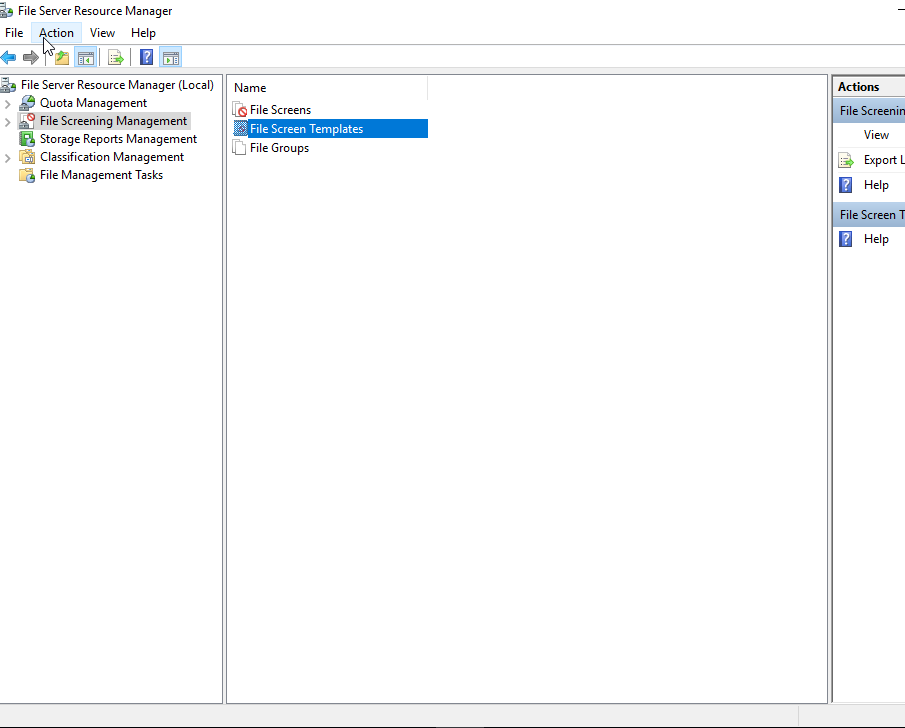 File Server Resource Manager
File Action View Help
File Server Resource Manager (Local)
Quota Management
File Screening Management
Storage Reports Management
Classification Management
File Management Tasks
Name
File Screens
File Screen Templates
File Groups
Actions
File Screenin
View
Export L
Help
File Screen T
Help